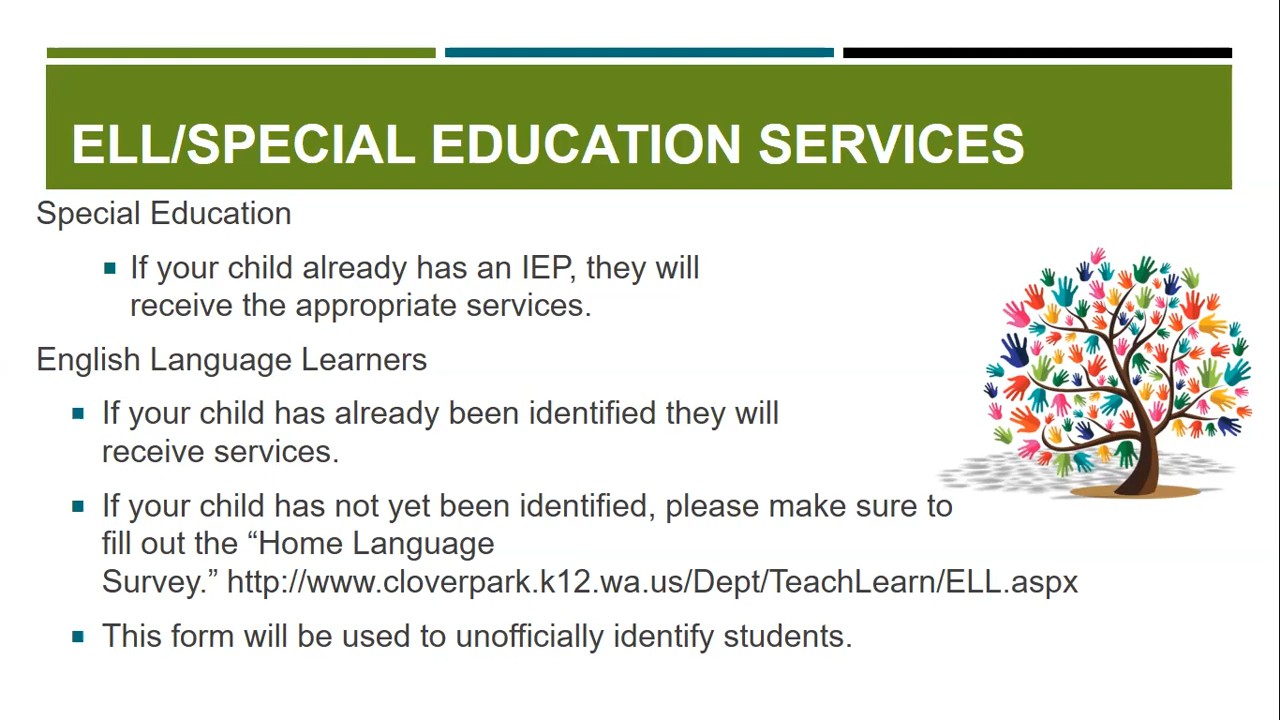 ELL/SPECIAL EDUCATION SERVICES
Special Education
If your child already has an IEP, they will
receive the appropriate services.
English Language Learners
If your child has already been identified they will
receive services.
If your child has not yet been identified, please make sure to
fill out the “Home Language
Survey.” http://www.cloverpark.k12.wa.us/Dept/TeachLearn/ELL.aspx
This form will be used to unofficially identify students.